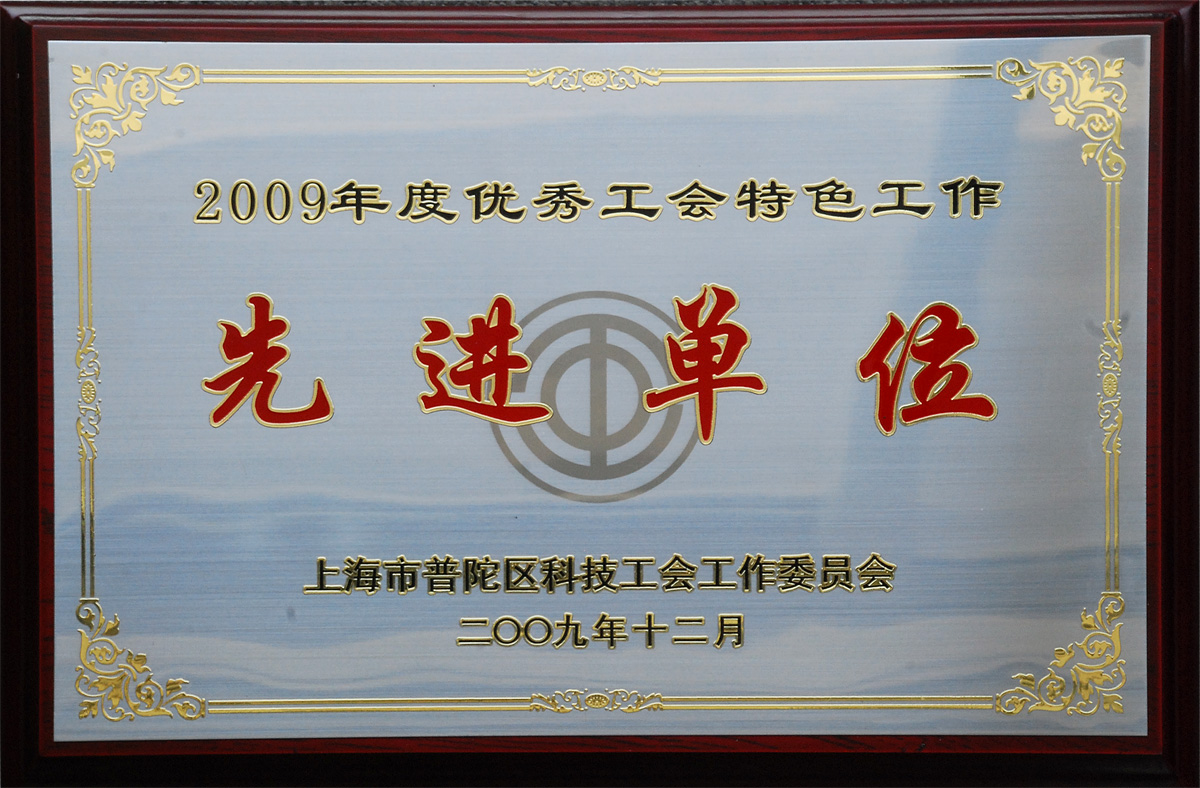 2009年度优秀工会特色工作
先进单位
上海市普陀区科技工会工作委员会
二〇〇九年十二月